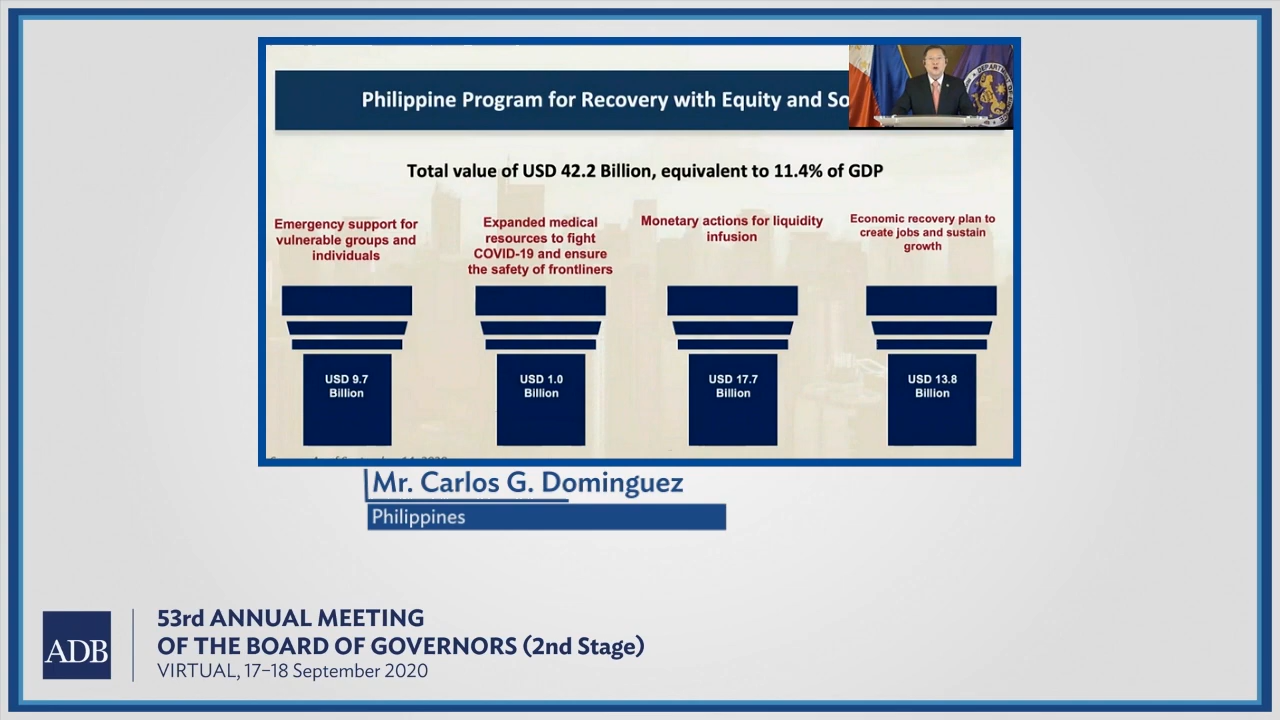 Philippine Program for Recovery with Equity and So
Total value of USD 42.2 Billion, equivalent to 11.4% of GDP
Emergency support for
vulnerable groups and
individuals
Expanded medical
resources to fight
COVID-19 and ensure
the safety of frontliners
Monetary actions for liquidity
infusion
Economic recovery plan to
create jobs and sustain
growth
USD 9.7
Billion
USD 1.0
Billion
USD 17.7
Billion
USD 13.8
Billion
Mr. Carlos G. Dominguez
Philippines
ADB
53rd ANNUAL MEETING
OF THE BOARD OF GOVERNORS (2nd Stage)
VIRTUAL, 17–18 September 2020